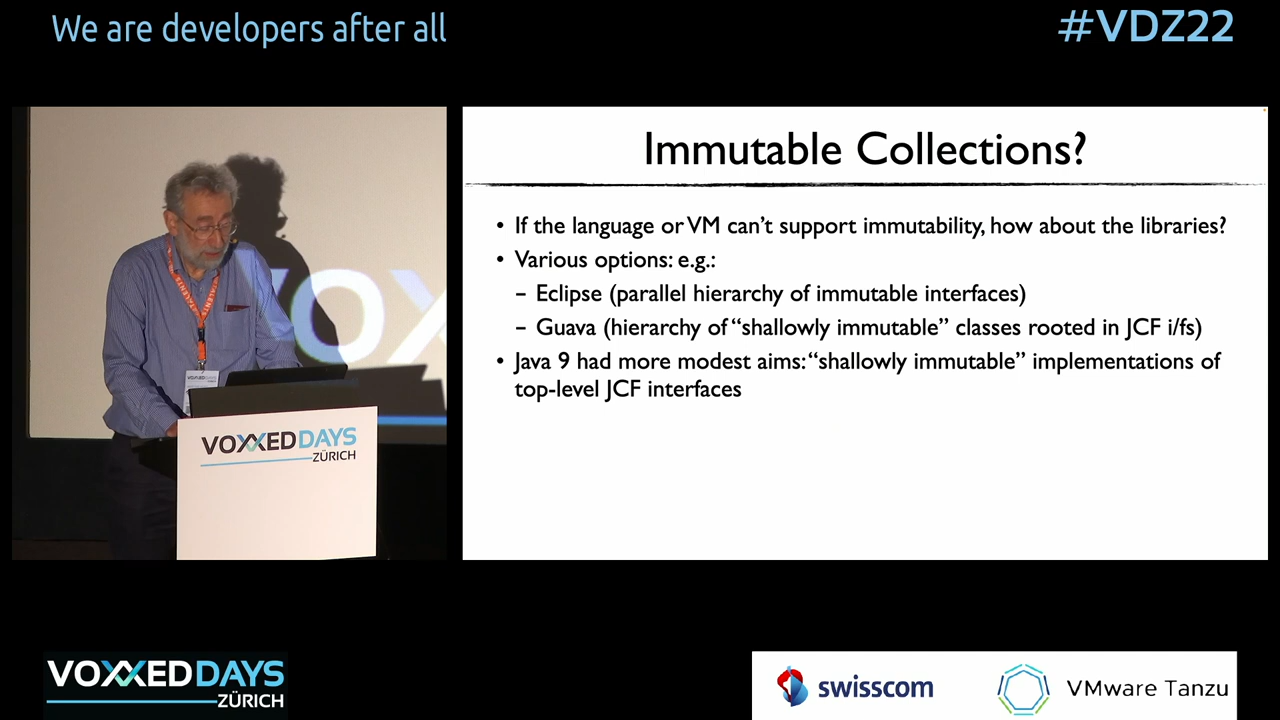 We are developers after all
#VDZ22
Immutable Collections?
• If the language or VM can't support immutability, how about the libraries?
• Various options: e.g.:
– Eclipse (parallel hierarchy of immutable interfaces)
– Guava (hierarchy of “shallowly immutable” classes rooted in JCF i/fs)
• Java 9 had more modest aims: “shallowly immutable” implementations of
top-level JCF interfaces
VOX
VOXXED DAYS
ZÜRICH
VOXXED DAYS
ZÜRICH
swisscom
VMware Tanzu